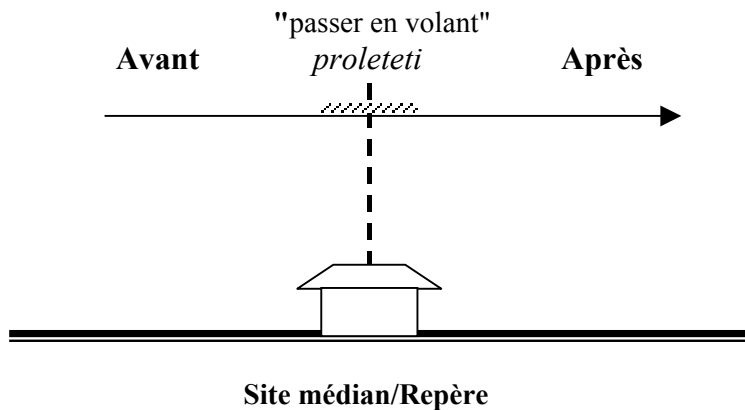 "passer en volant"
Avant proleteti Après
Site médian/Repère